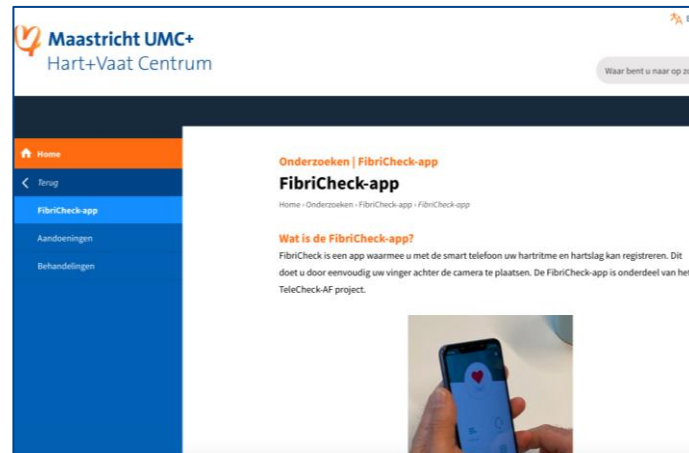 Maastricht UMC+
Hart+Vaat Centrum
Waar bent u naar op
Home
Terug
FibriCheck-app
Aandoeningen
Behandelingen
Onderzoeken | FibriCheck-app
FibriCheck-app
Home › Onderzoeken › FibriCheck-app › FibriCheck-app
Wat is de FibriCheck-app?
FibriCheck is een app waarmee u met de smart telefoon uw hartritme en hartslag kan registreren. Dit
doet u door eenvoudig uw vinger achter de camera te plaatsen. De FibriCheck-app is onderdeel van het
TeleCheck-AF project.